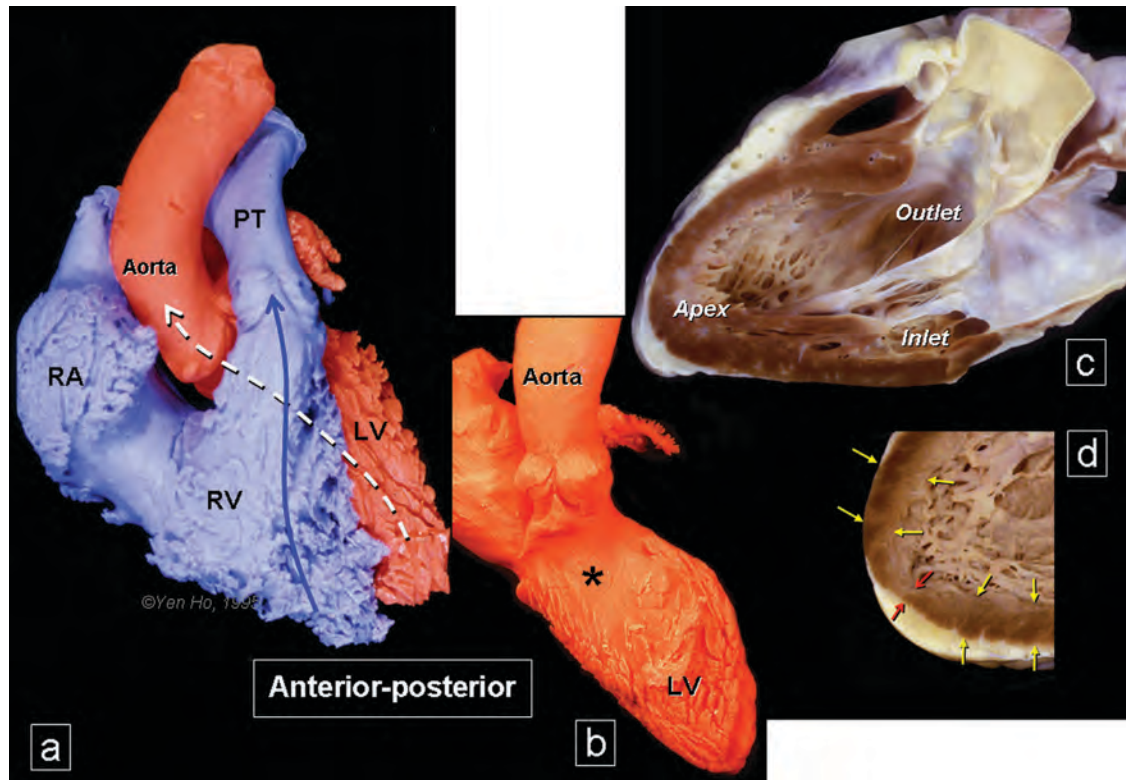 PT
Aorta
RA
LV
RV
©Yen Ho, 1995
Anterior-posterior
a
Aorta
*
LV
b
Outlet
Apex
Inlet
c
d